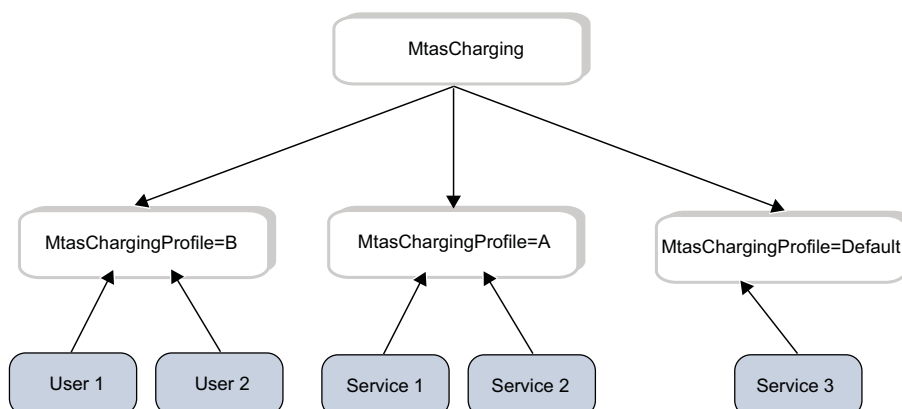 MtasCharging
MtasChargingProfile=B
MtasChargingProfile=A
MtasChargingProfile=Default
User 1
User 2
Service 1
Service 2
Service 3